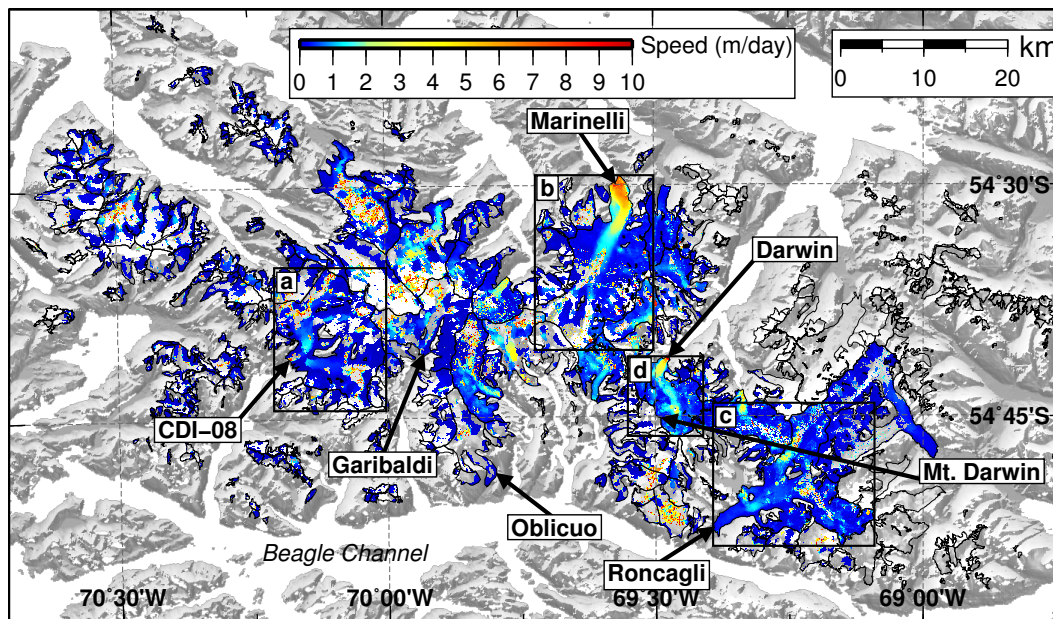 Speed (m/day)
0 1 2 3 4 5 6 7 8 9 10
km
0 10 20
Marinelli
54°30'S
b
Darwin
a
d
c
54°45'S
CDI−08
Garibaldi
Mt. Darwin
Oblicuo
Beagle Channel
Roncagli
70°30'W 70°00'W 69°30'W 69°00'W